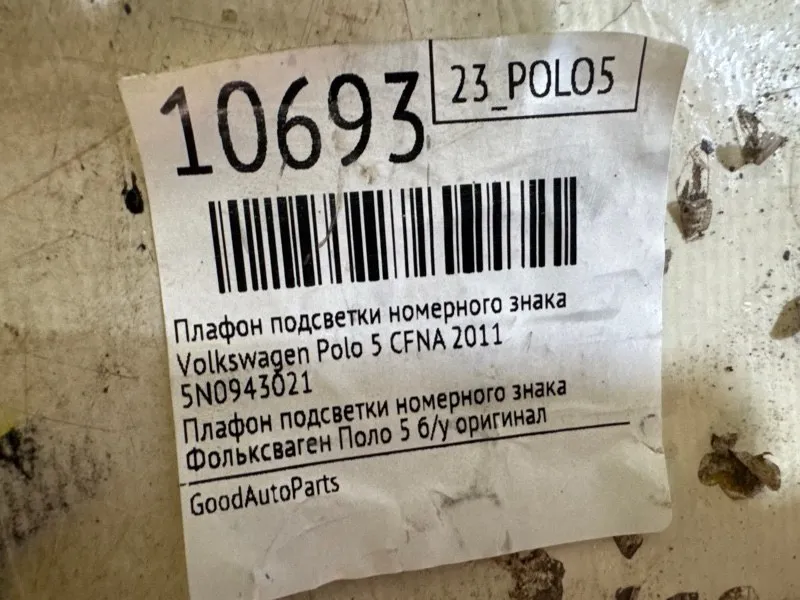 10693
23_POLO5
Плафон подсветки номерного знака
Volkswagen Polo 5 CFNA 2011
5N0943021
Плафон подсветки номерного знака
Фольксваген Поло 5 б/у оригинал
GoodAutoParts